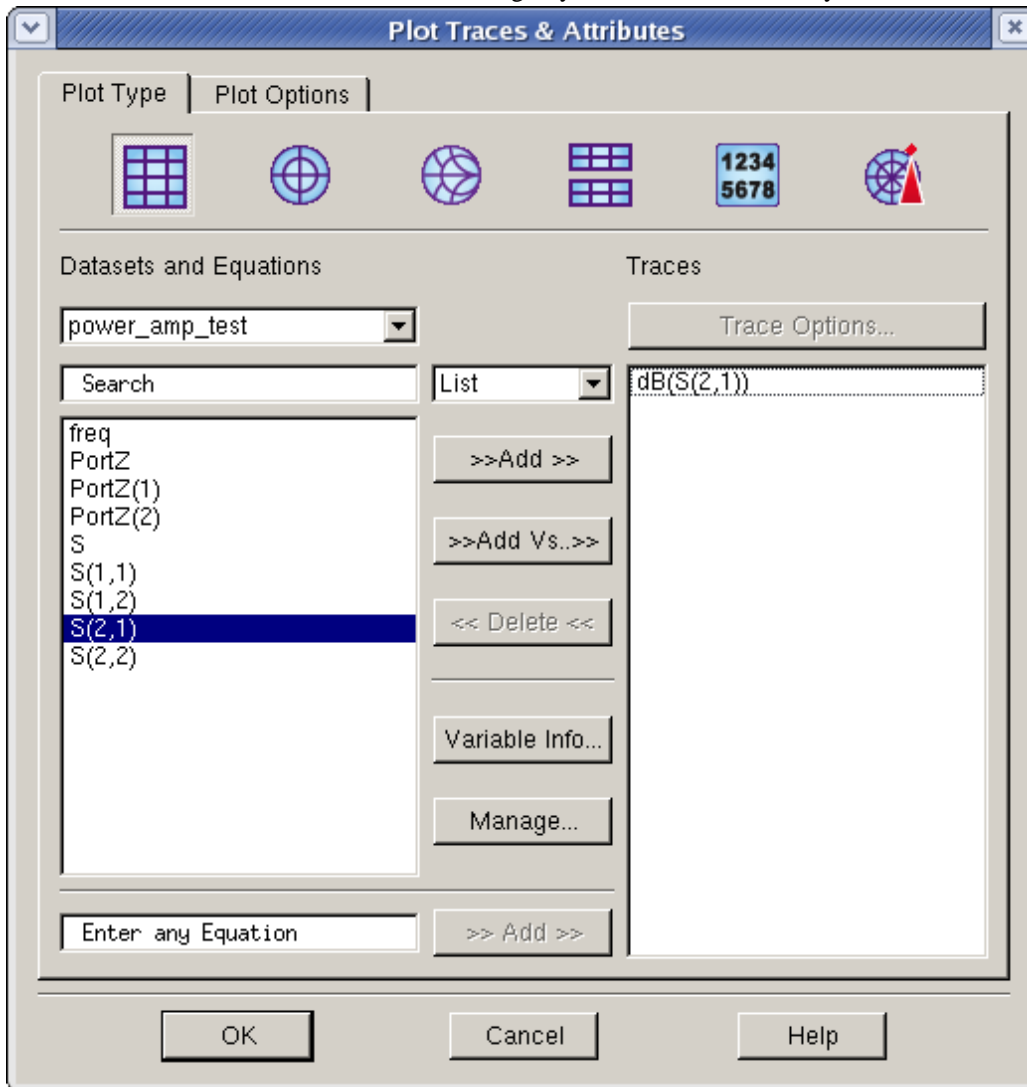 Plot Traces & Attributes
Plot Type Plot Options
1234
5678
Datasets and Equations Traces
power_amp_test Trace Options...
Search List dB(S(2,1))
freq
PortZ >>Add >>
PortZ(1)
PortZ(2)
S >>Add Vs..>>
S(1,1)
S(1,2)
S(2,1) << Delete <<
S(2,2)
Variable Info...
Manage...
Enter any Equation >> Add >>
OK Cancel Help